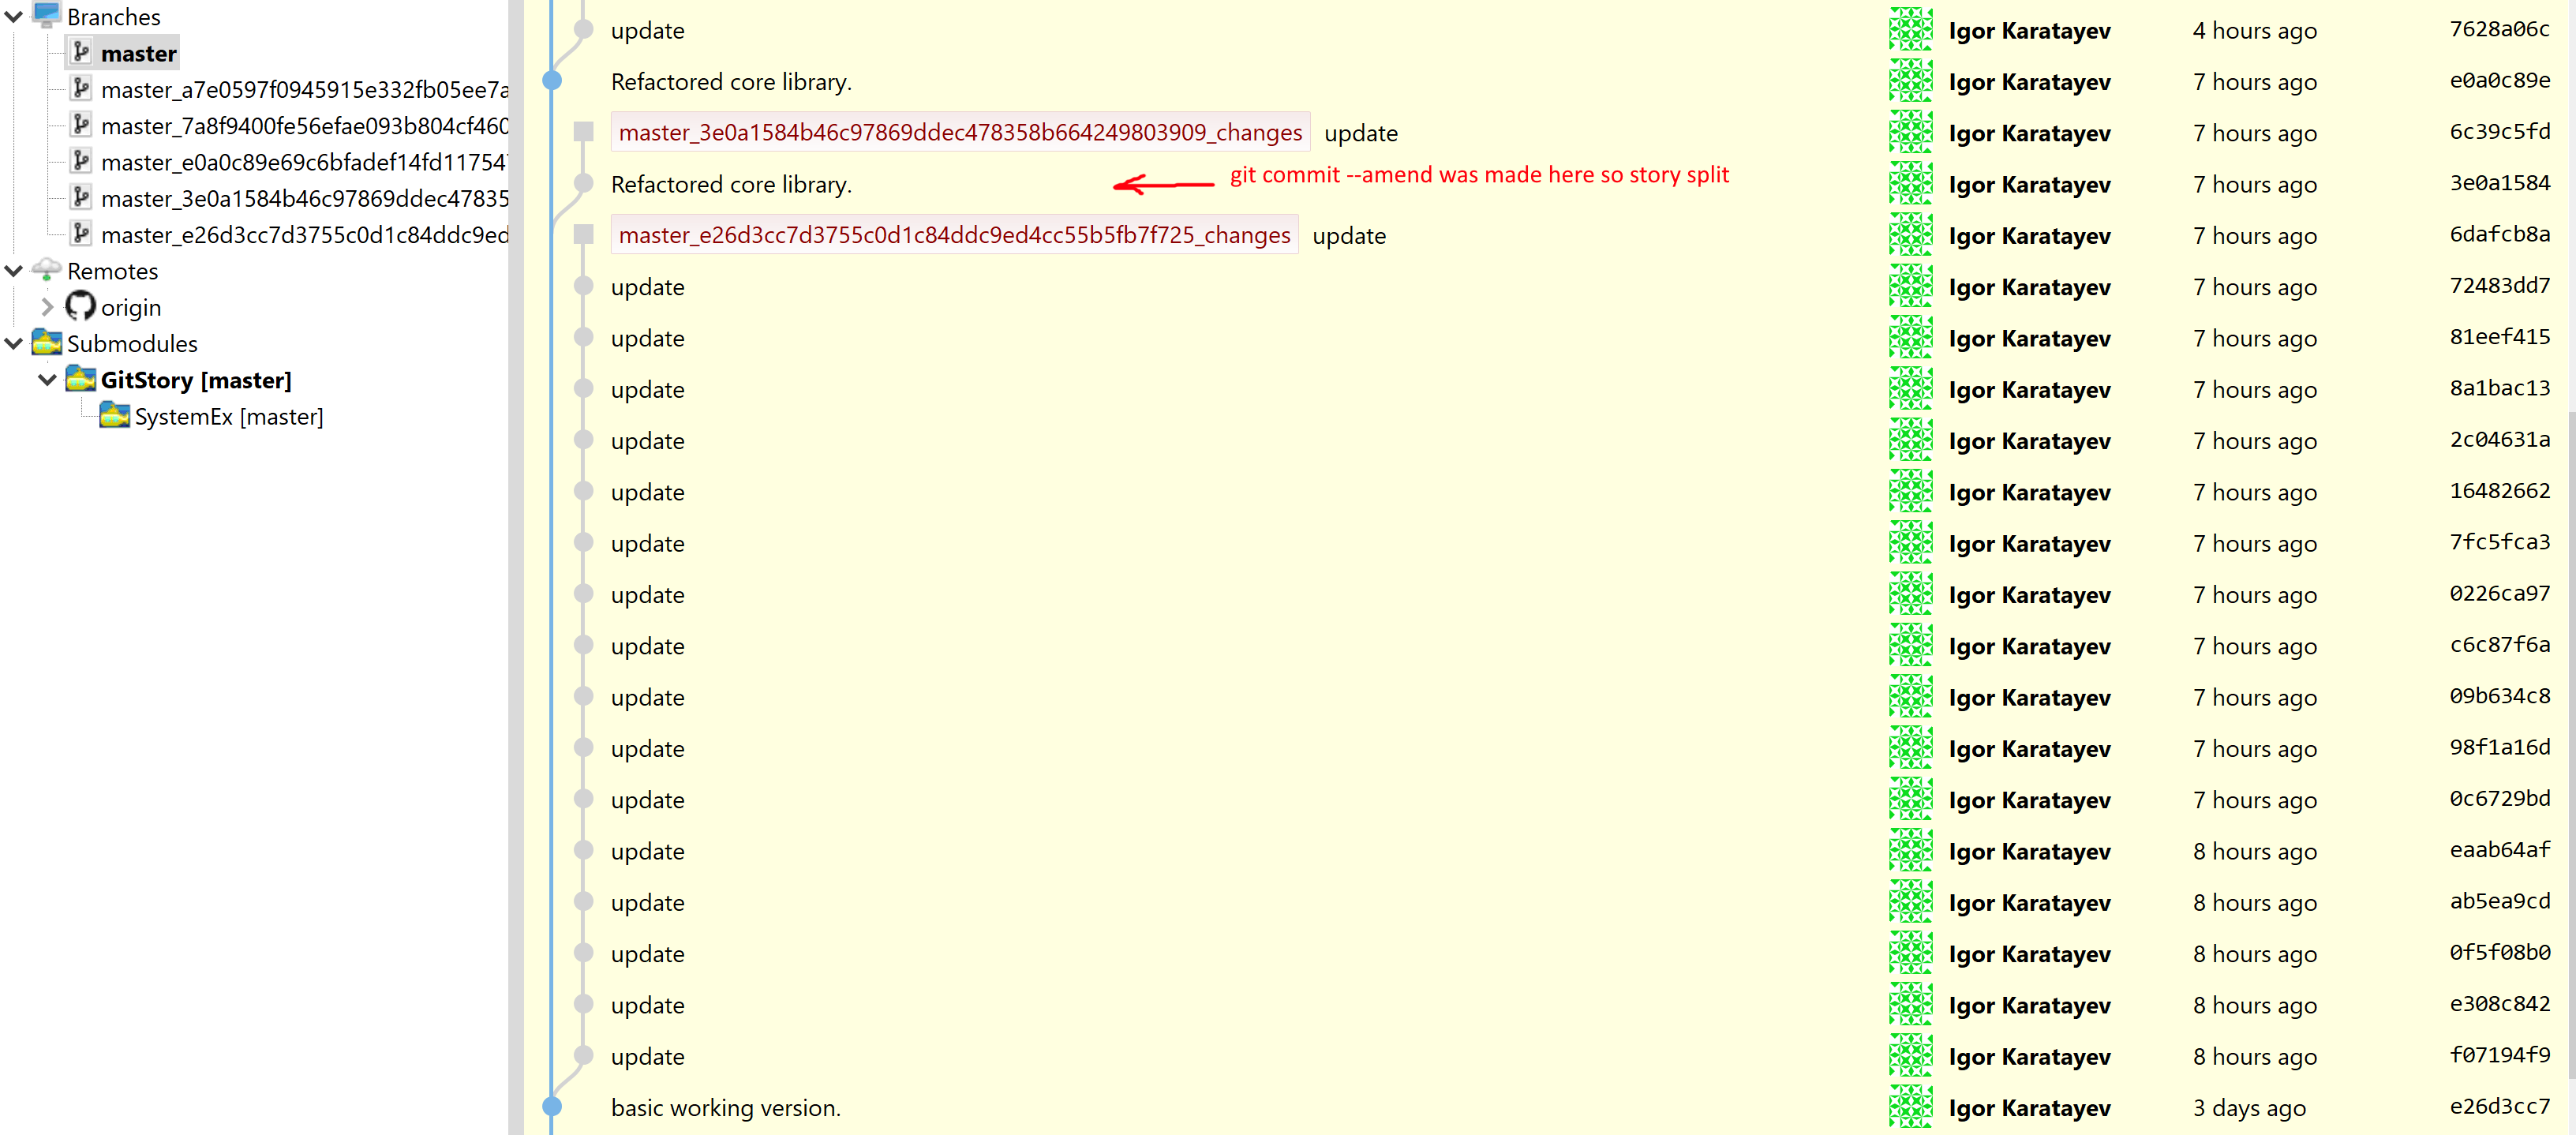 Branches
master
master_a7e0597f0945915e332fb05ee7a
master_7a8f9400fe56efae093b804cf460
master_e0a0c89e69c6bfadef14fd117547
master_3e0a1584b46c97869ddec47835
master_e26d3cc7d3755c0d1c84ddc9ed
Remotes
origin
Submodules
GitStory [master]
SystemEx [master]
update Igor Karatayev 4 hours ago 7628a06c
Refactored core library. Igor Karatayev 7 hours ago e0a0c89e
master_3e0a1584b46c97869ddec478358b664249803909_changes update Igor Karatayev 7 hours ago 6c39c5fd
git commit --amend was made here so story split
Refactored core library. Igor Karatayev 7 hours ago 3e0a1584
master_e26d3cc7d3755c0d1c84ddc9ed4cc55b5fb7f725_changes update Igor Karatayev 7 hours ago 6dafcb8a
update Igor Karatayev 7 hours ago 72483dd7
update Igor Karatayev 7 hours ago 81eef415
update Igor Karatayev 7 hours ago 8a1bac13
update Igor Karatayev 7 hours ago 2c04631a
update Igor Karatayev 7 hours ago 16482662
update Igor Karatayev 7 hours ago 7fc5fca3
update Igor Karatayev 7 hours ago 0226ca97
update Igor Karatayev 7 hours ago c6c87f6a
update Igor Karatayev 7 hours ago 09b634c8
update Igor Karatayev 7 hours ago 98f1a16d
update Igor Karatayev 7 hours ago 0c6729bd
update Igor Karatayev 8 hours ago eaab64af
update Igor Karatayev 8 hours ago ab5ea9cd
update Igor Karatayev 8 hours ago 0f5f08b0
update Igor Karatayev 8 hours ago e308c842
update Igor Karatayev 8 hours ago f07194f9
basic working version. Igor Karatayev 3 days ago e26d3cc7